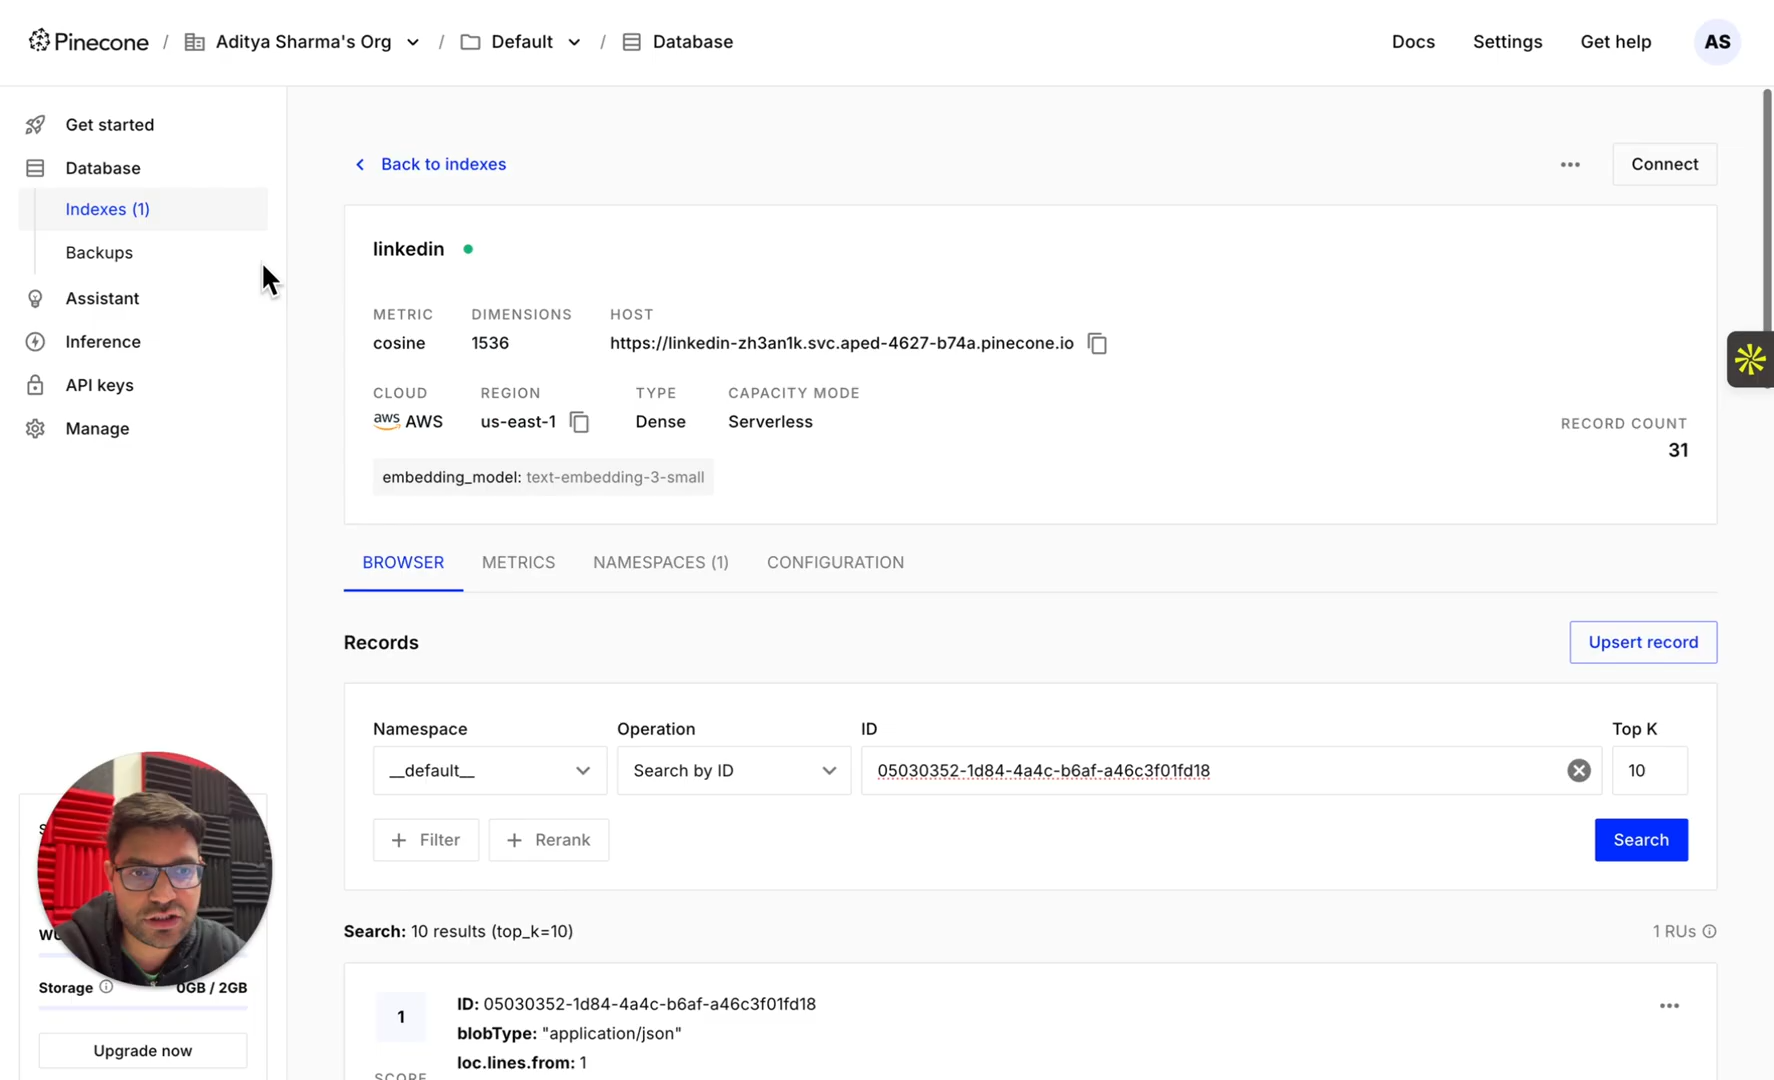 Pinecone / Aditya Sharma's Org / Default / Database
Docs Settings Get help AS
Get started
Database
Indexes (1)
Backups
Assistant
Inference
API keys
Manage
Storage 0GB / 2GB
Upgrade now
Back to indexes
Connect
linkedin
METRIC DIMENSIONS HOST
cosine 1536 https://linkedin-zh3an1k.svc.aped-4627-b74a.pinecone.io
CLOUD REGION TYPE CAPACITY MODE
aws AWS us-east-1 Dense Serverless
RECORD COUNT
31
embedding_model: text-embedding-3-small
BROWSER METRICS NAMESPACES (1) CONFIGURATION
Records
Upsert record
Namespace Operation ID Top K
__default__ Search by ID 05030352-1d84-4a4c-b6af-a46c3f01fd18 10
+ Filter + Rerank Search
Search: 10 results (top_k=10) 1 RUs
1
ID: 05030352-1d84-4a4c-b6af-a46c3f01fd18
blobType: "application/json"
loc.lines.from: 1
SCORE